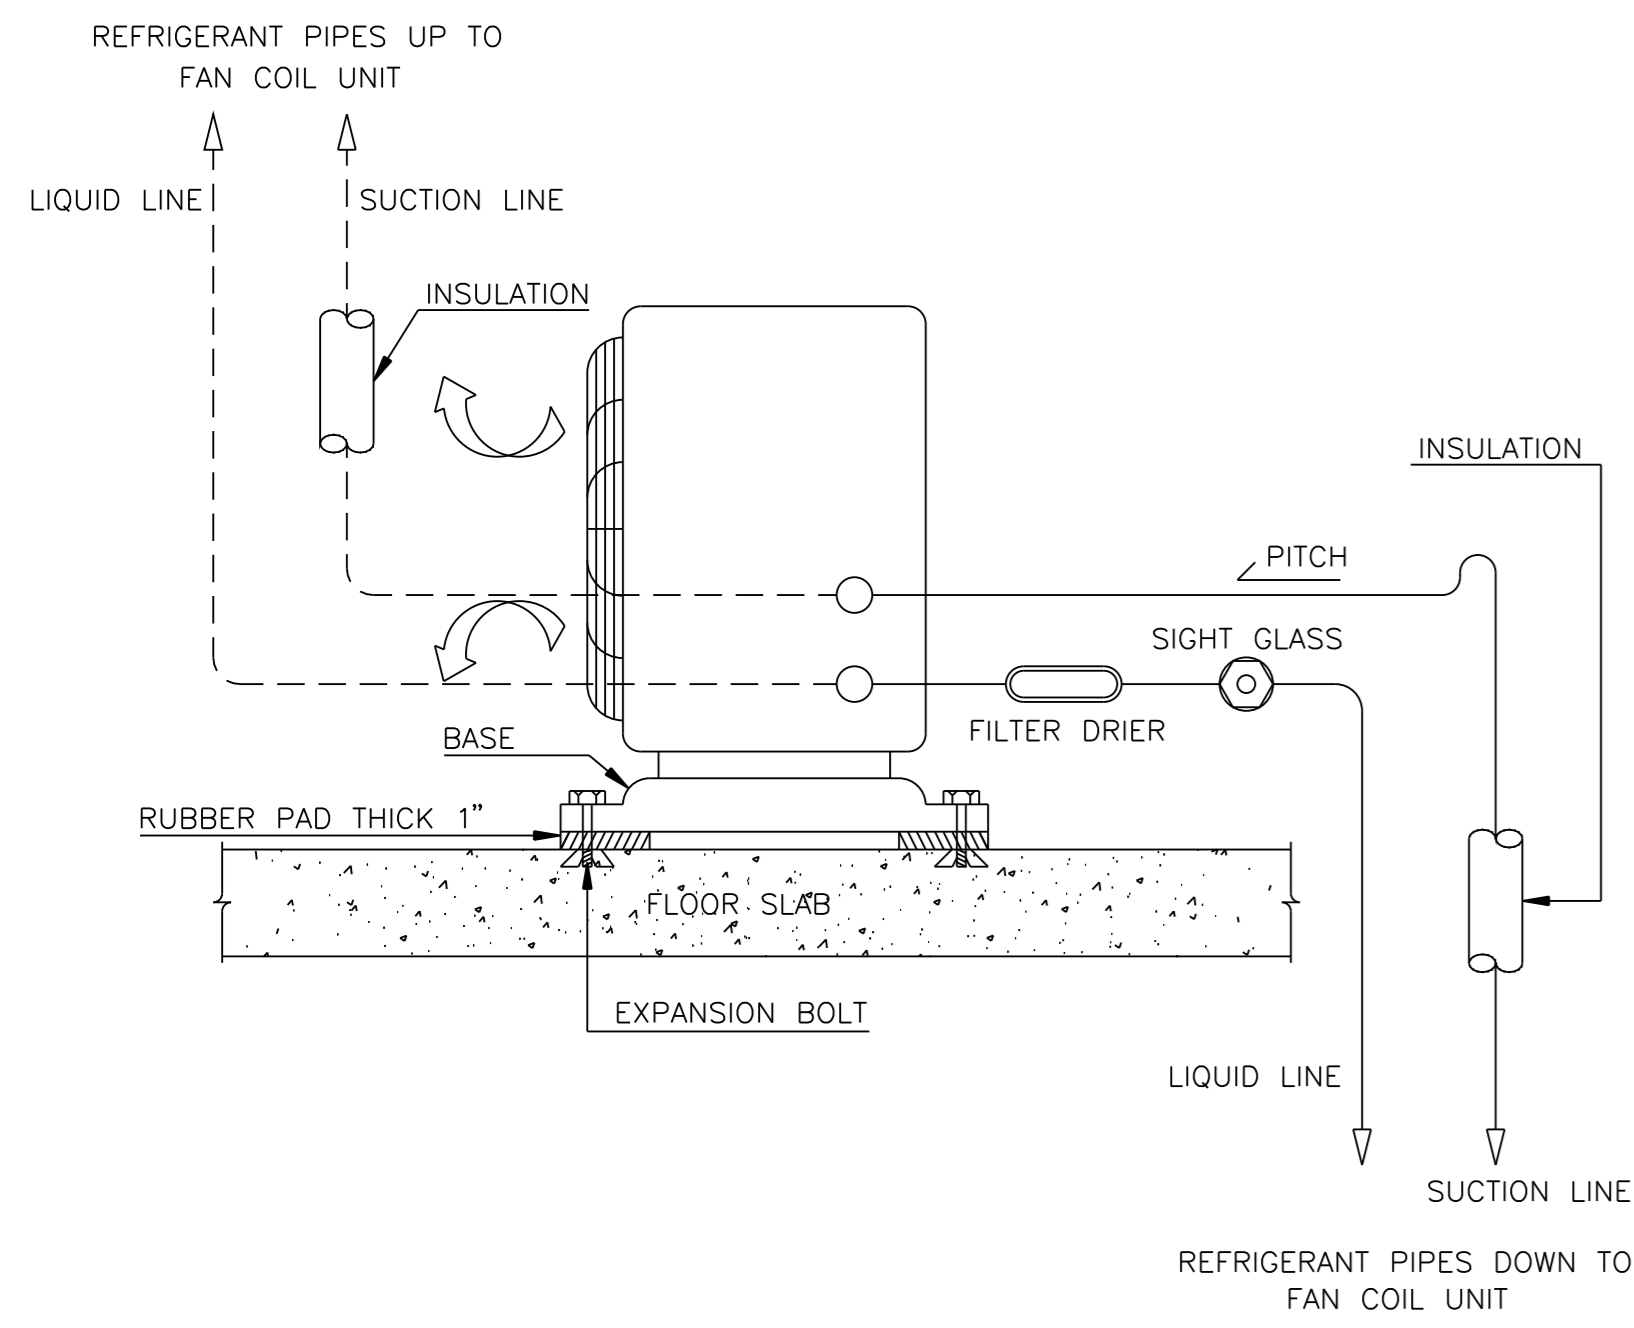 REFRIGERANT PIPES UP TO
FAN COIL UNIT
LIQUID LINE
SUCTION LINE
INSULATION
INSULATION
PITCH
SIGHT GLASS
FILTER DRIER
BASE
RUBBER PAD THICK 1”
FLOOR SLAB
EXPANSION BOLT
LIQUID LINE
SUCTION LINE
REFRIGERANT PIPES DOWN TO
FAN COIL UNIT